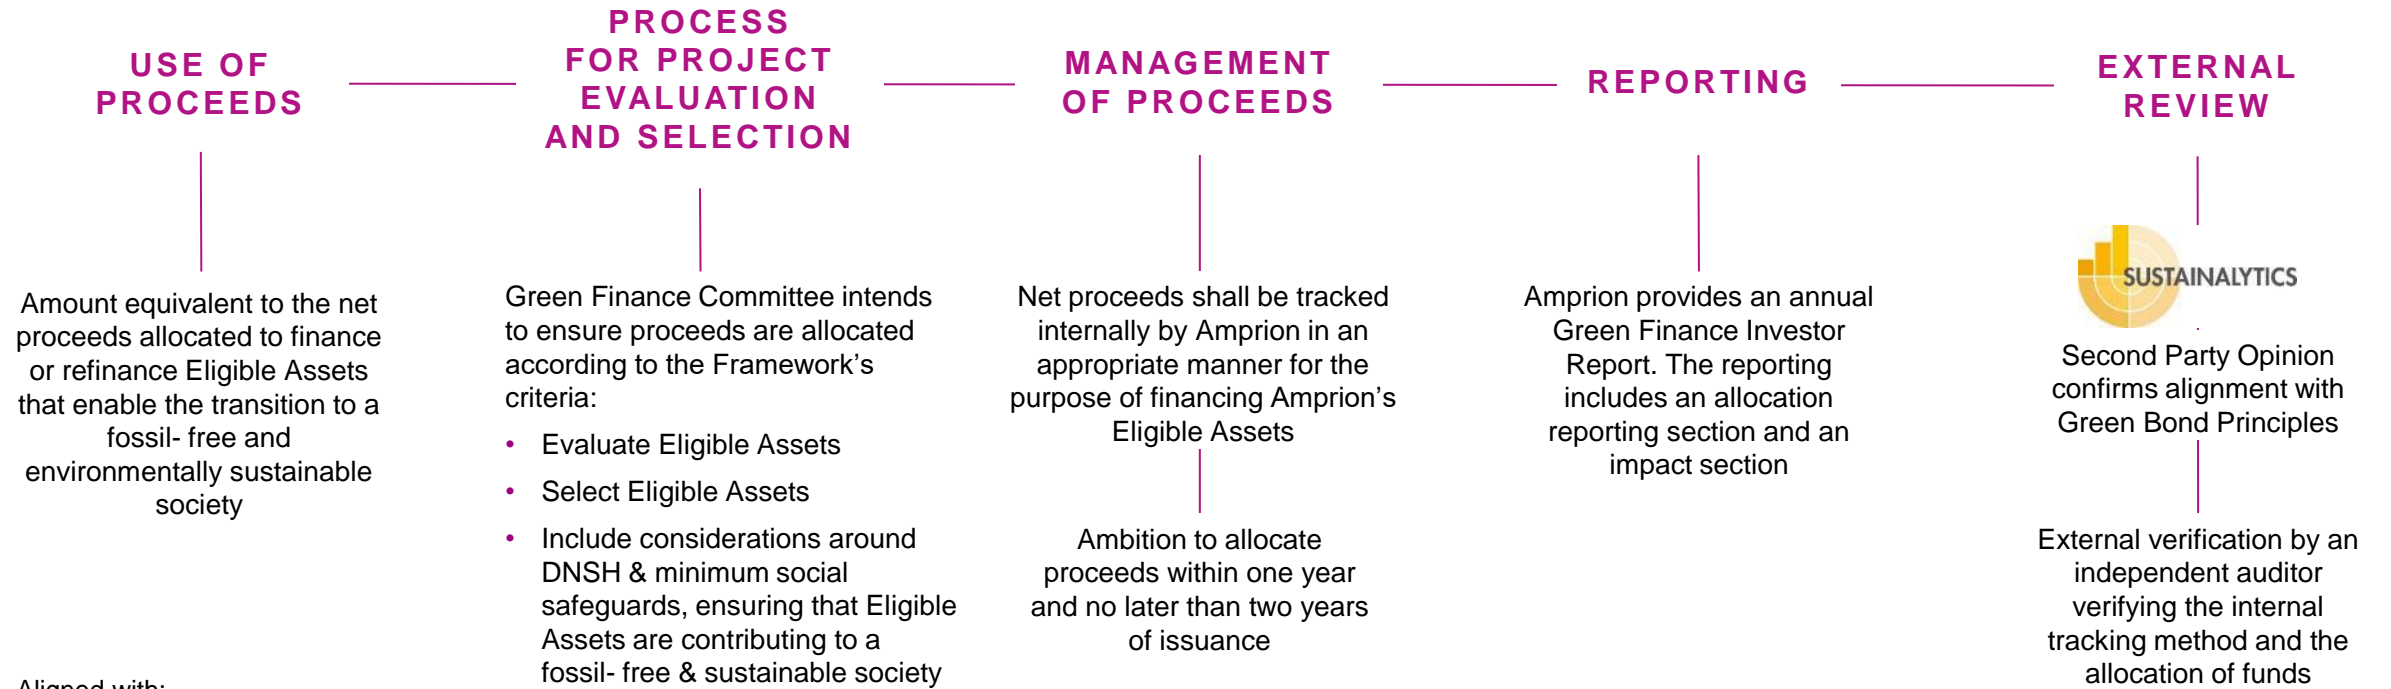 USE OF
PROCEEDS
Amount equivalent to the net
proceeds allocated to finance
or refinance Eligible Assets
that enable the transition to a
fossil- free and
environmentally sustainable
society
PROCESS
FOR PROJECT
EVALUATION
AND SELECTION
Green Finance Committee intends
to ensure proceeds are allocated
according to the Framework's
criteria:
• Evaluate Eligible Assets
• Select Eligible Assets
• Include considerations around
DNSH & minimum social
safeguards, ensuring that Eligible
Assets are contributing to a
fossil- free & sustainable society
MANAGEMENT
OF PROCEEDS
Net proceeds shall be tracked
internally by Amprion in an
appropriate manner for the
purpose of financing Amprion's
Eligible Assets
Ambition to allocate
proceeds within one year
and no later than two years
of issuance
REPORTING
Amprion provides an annual
Green Finance Investor
Report. The reporting
includes an allocation
reporting section and an
impact section
EXTERNAL
REVIEW
SUSTAINALYTICS
Second Party Opinion
confirms alignment with
Green Bond Principles
External verification by an
independent auditor
verifying the internal
tracking method and the
allocation of funds
Aligned with: